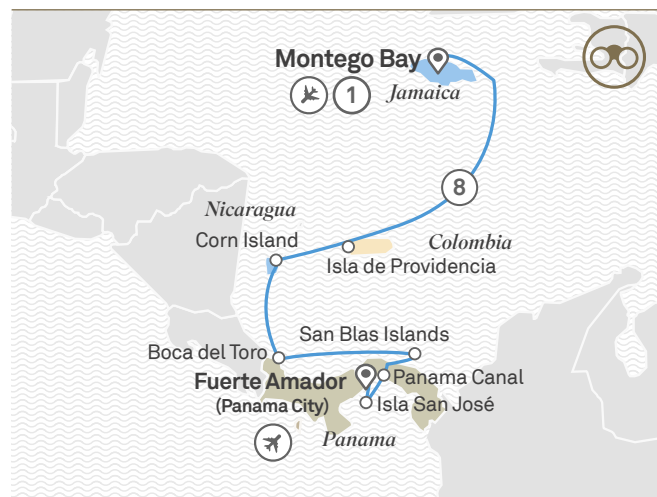 Montego Bay
1
Jamaica
8
Nicaragua
Corn Island
Colombia
Isla de Providencia
San Blas Islands
Boca del Toro
Fuerte Amador
(Panama City)
Panama Canal
Isla San José
Panama